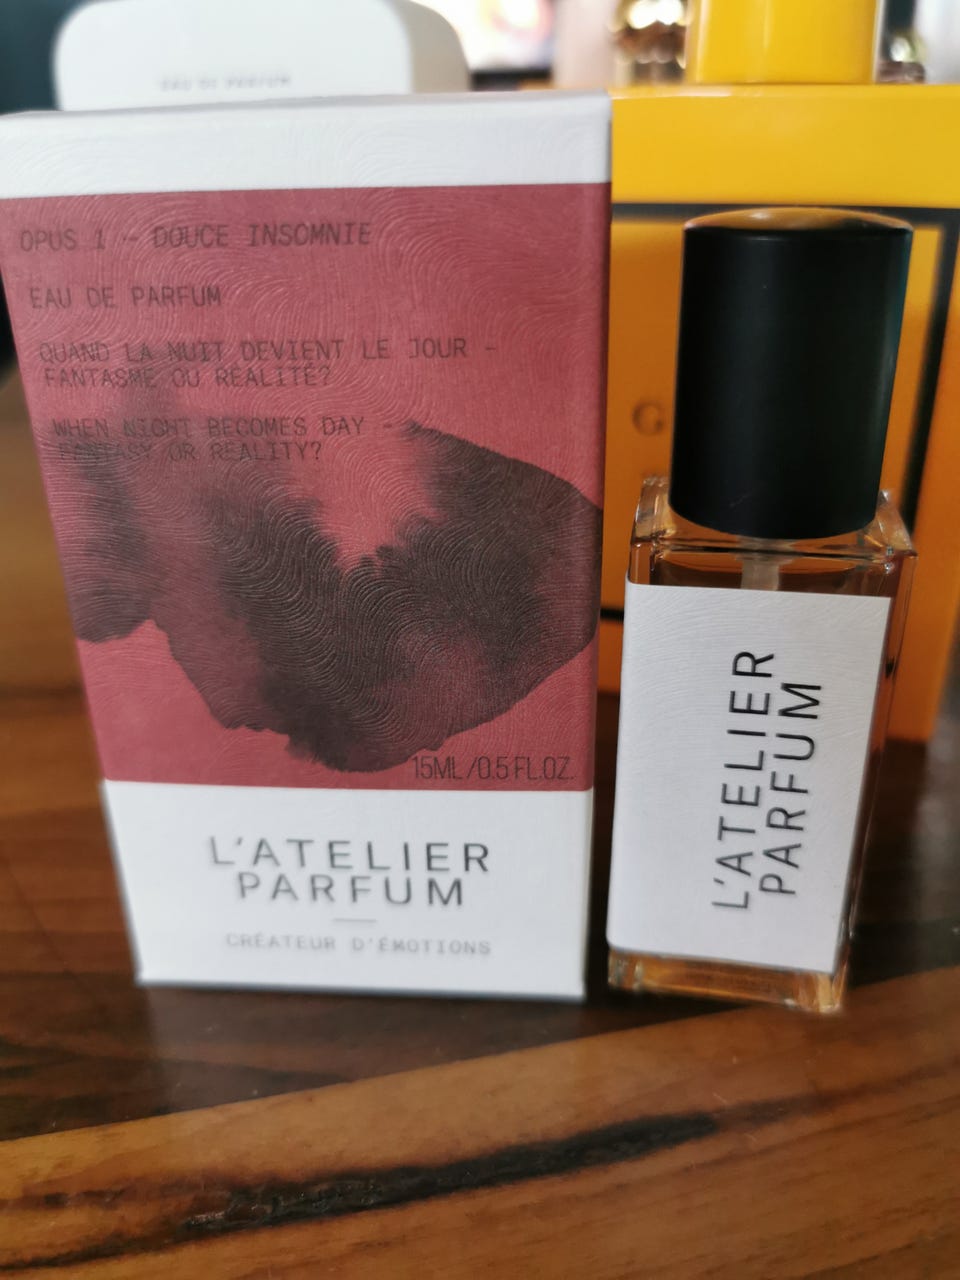 EAU DE PARFUM
OPUS 1 - DOUCE INSOMNIE
EAU DE PARFUM
QUAND LA NUIT DEVIENT LE JOUR -
FANTASME OU RÉALITÉ?
WHEN NIGHT BECOMES DAY -
FANTASY OR REALITY?
15ML/0.5 FL.OZ.
L'ATELIER
PARFUM
CRÉATEUR D'ÉMOTIONS
L'ATELIER
PARFUM